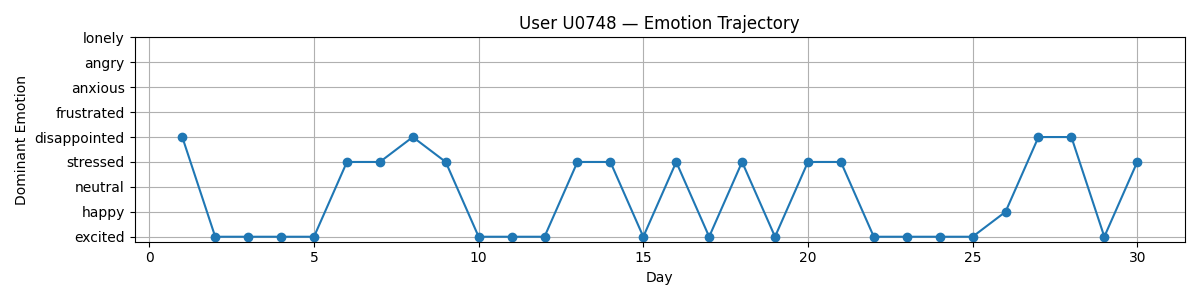 User U0748 — Emotion Trajectory
Dominant Emotion
lonely
angry
anxious
frustrated
disappointed
stressed
neutral
happy
excited
0 5 10 15 20 25 30
Day